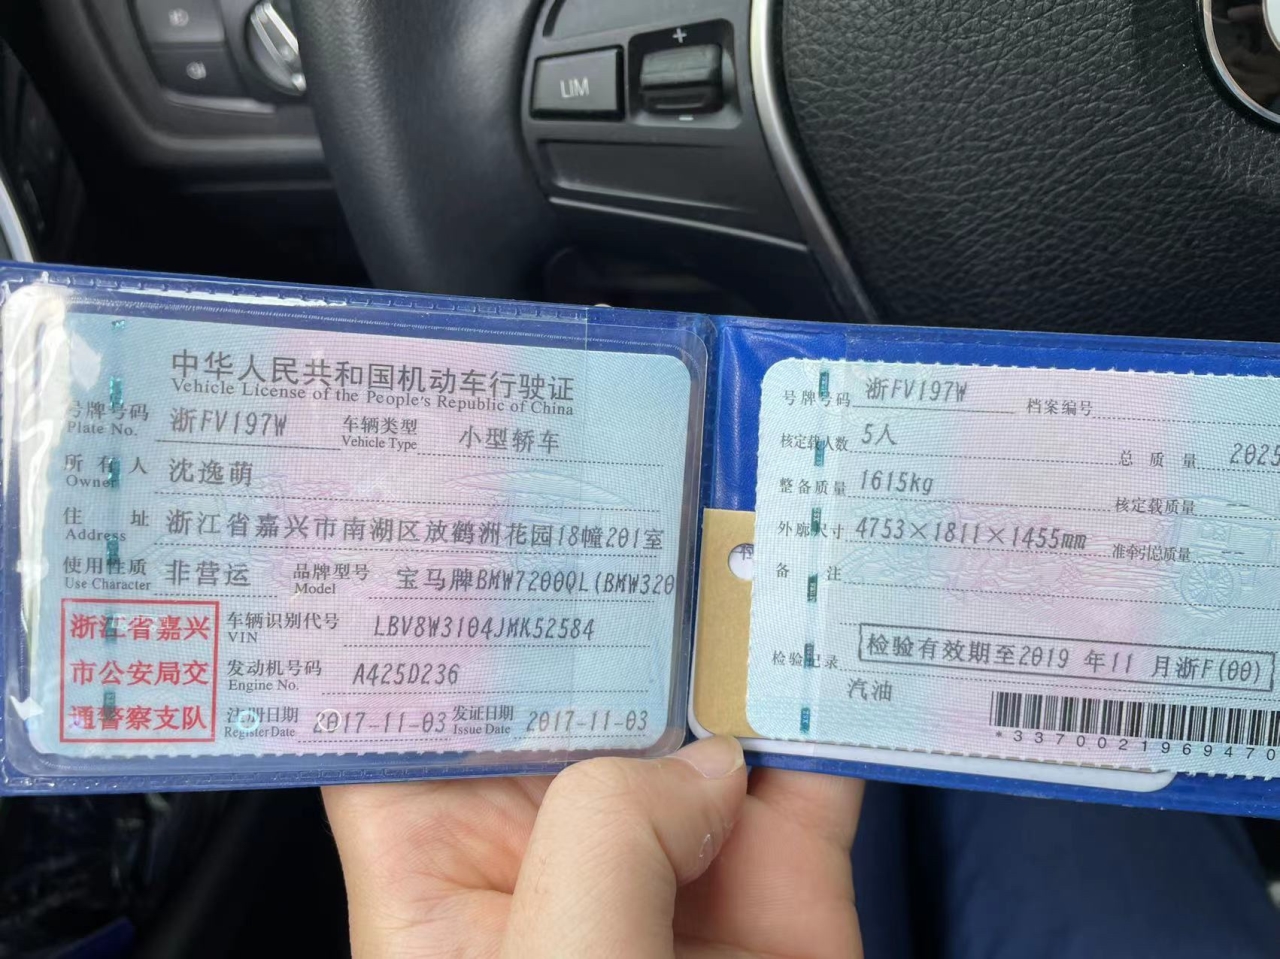 LIM
+
−
中华人民共和国机动车行驶证
Vehicle License of the People's Republic of China
号牌号码 浙FV197W 车辆类型 小型轿车
Plate No. Vehicle Type
所有人 沈逸萌
Owner
住址 浙江省嘉兴市南湖区放鹤洲花园18幢201室
Address
使用性质 非营运 品牌型号 宝马牌BMW7200QL(BMW320
Use Character Model
浙江省嘉兴
市公安局交
通警察支队
车辆识别代号 LBV8W3104JMK52584
VIN
发动机号码 A425D236
Engine No.
注册日期 2017-11-03 发证日期 2017-11-03
Register Date Issue Date
号牌号码 浙FV197W 档案编号
核定载人数 5人 总质量 2025
整备质量 1615kg 核定载质量 --
外廓尺寸 4753×1811×1455mm 准牵引总质量 --
备注
检验有效期至2019年11月浙F(00)
检验记录
汽油
*3370021969470